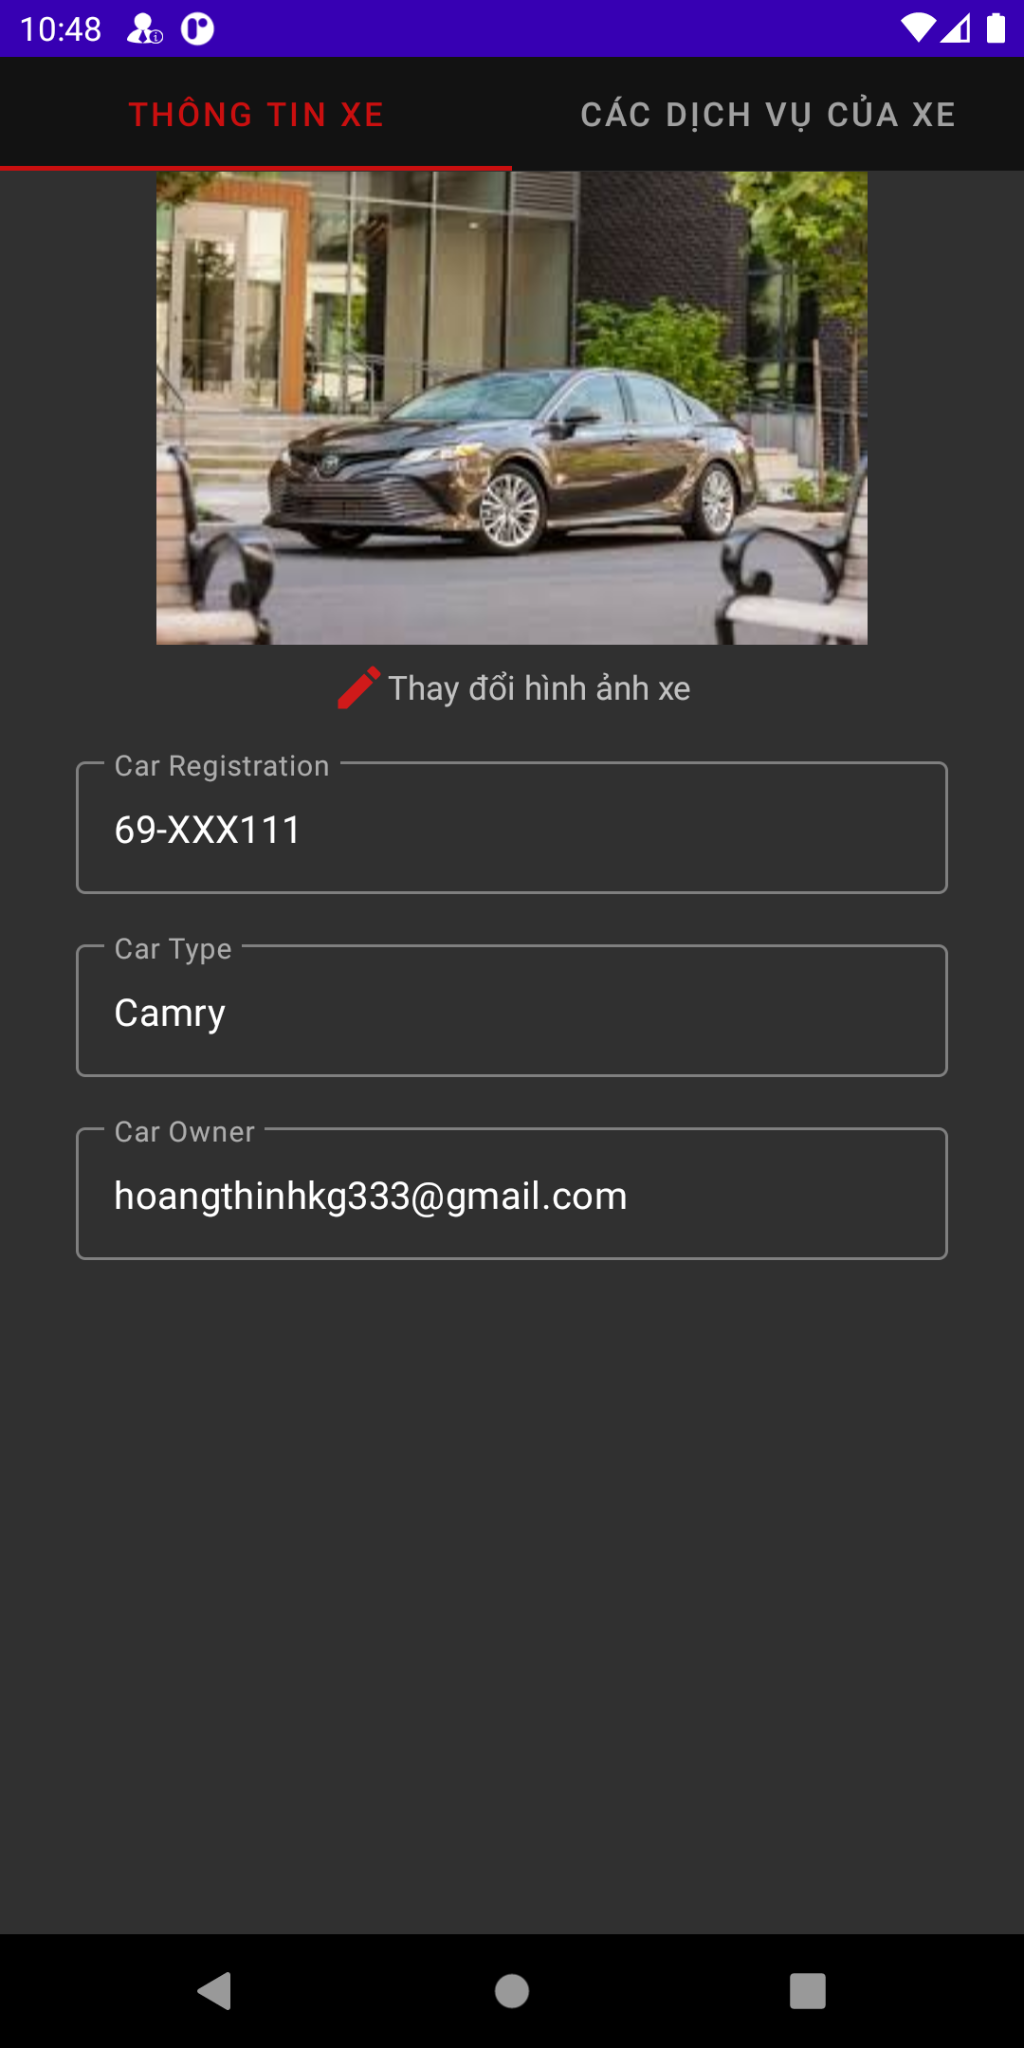 10:48
THÔNG TIN XE
CÁC DỊCH VỤ CỦA XE
Thay đổi hình ảnh xe
Car Registration
69-XXX111
Car Type
Camry
Car Owner
hoangthinhkg333@gmail.com